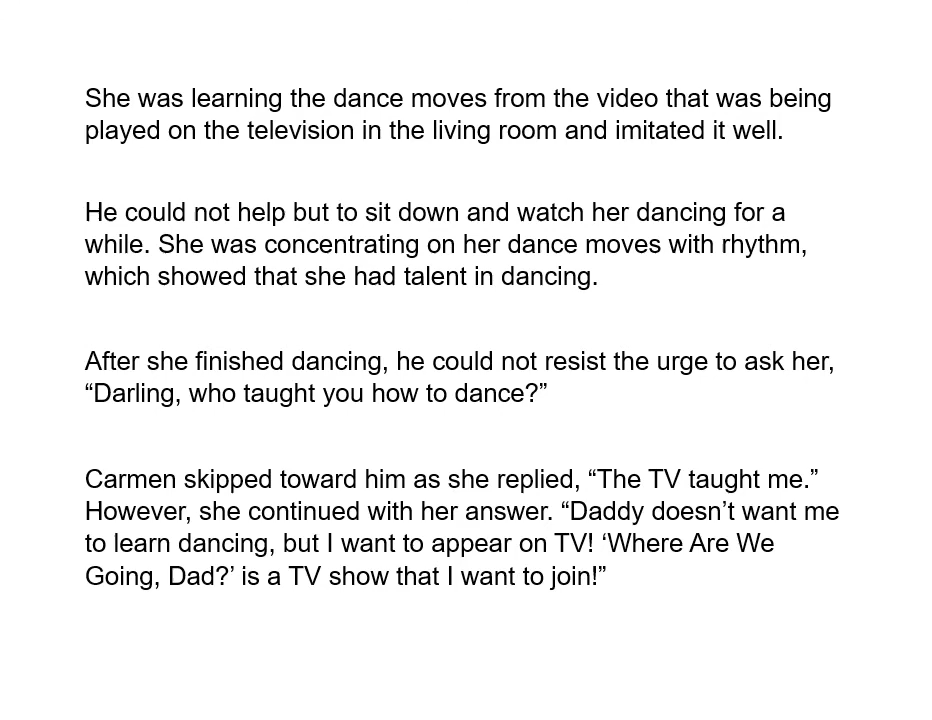 She was learning the dance moves from the video that was being
played on the television in the living room and imitated it well.
He could not help but to sit down and watch her dancing for a
while. She was concentrating on her dance moves with rhythm,
which showed that she had talent in dancing.
After she finished dancing, he could not resist the urge to ask her,
“Darling, who taught you how to dance?”
Carmen skipped toward him as she replied, “The TV taught me.”
However, she continued with her answer. “Daddy doesn’t want me
to learn dancing, but I want to appear on TV! ‘Where Are We
Going, Dad?’ is a TV show that I want to join!”